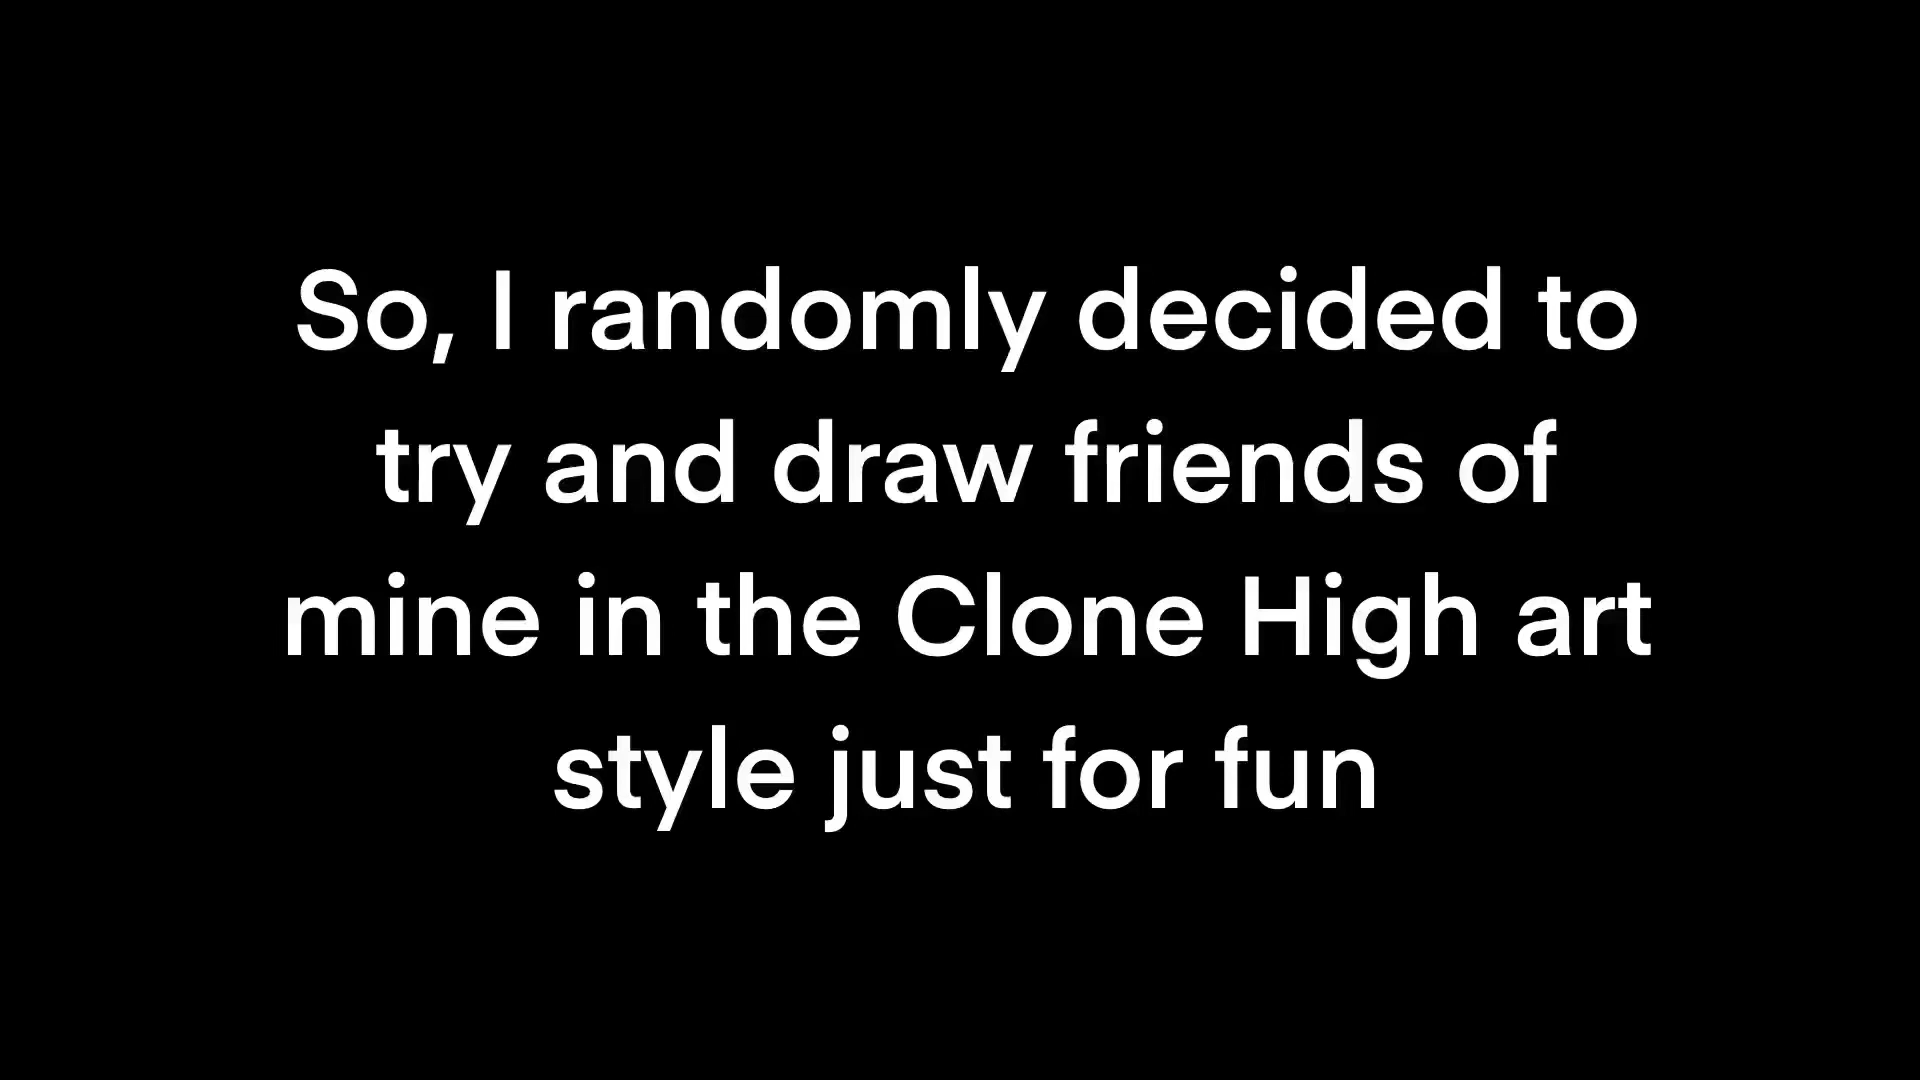 So, I randomly decided to
try and draw friends of
mine in the Clone High art
style just for fun